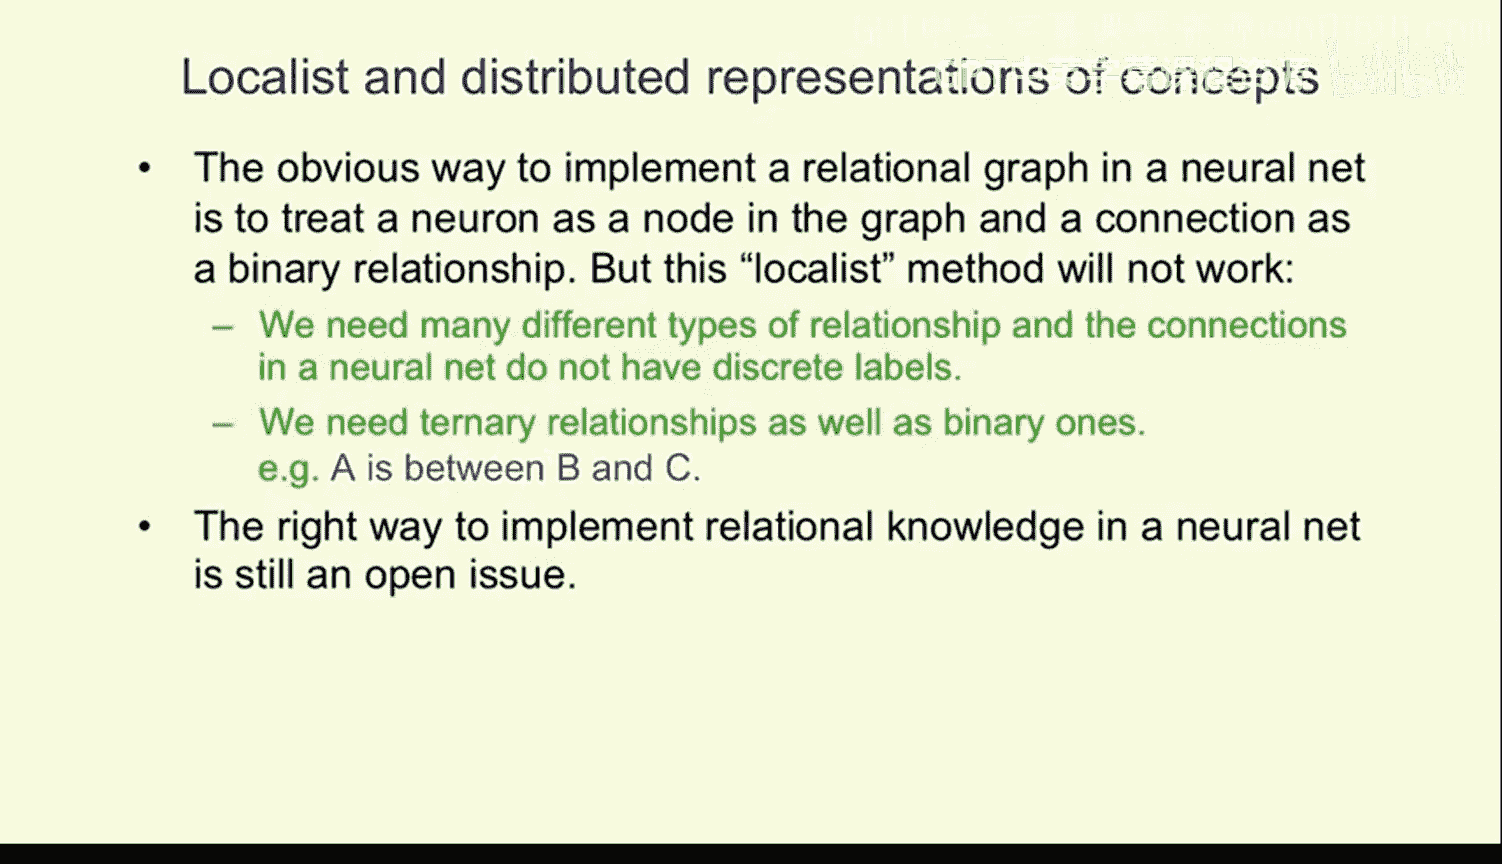 Localist and distributed representations of concepts
• The obvious way to implement a relational graph in a neural net
is to treat a neuron as a node in the graph and a connection as
a binary relationship. But this “localist” method will not work:
– We need many different types of relationship and the connections
in a neural net do not have discrete labels.
– We need ternary relationships as well as binary ones.
e.g. A is between B and C.
• The right way to implement relational knowledge in a neural net
is still an open issue.